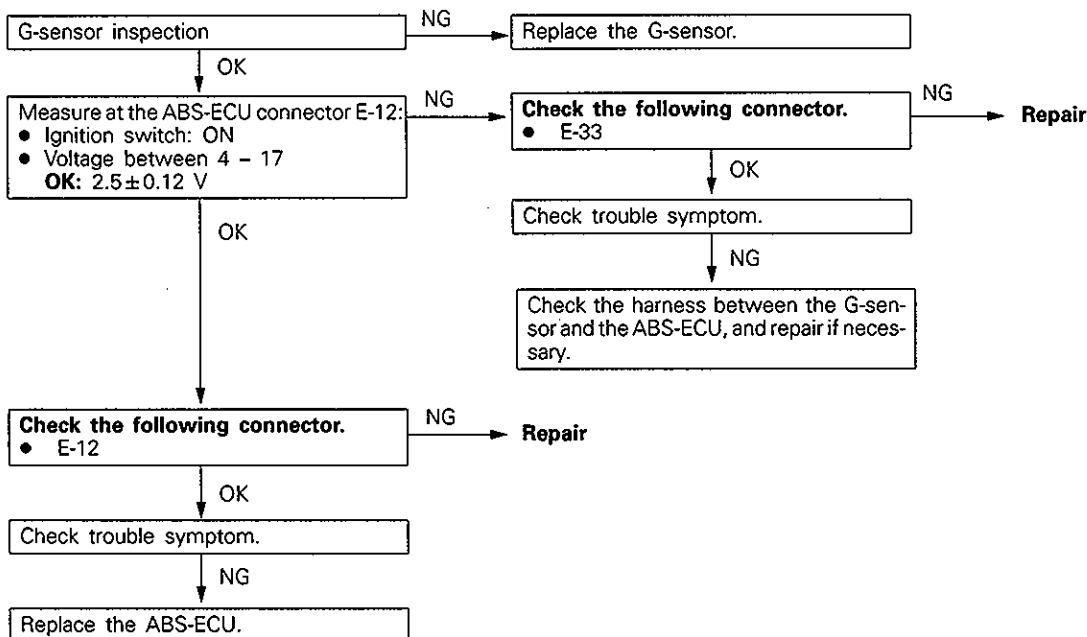 G-sensor inspection
NG
Replace the G-sensor.
OK
Measure at the ABS-ECU connector E-12:
● Ignition switch: ON
● Voltage between 4 – 17
OK: 2.5±0.12 V
NG
Check the following connector.
● E-33
NG
Repair
OK
Check trouble symptom.
NG
Check the harness between the G-sen-
sor and the ABS-ECU, and repair if neces-
sary.
OK
Check the following connector.
● E-12
NG
Repair
OK
Check trouble symptom.
NG
Replace the ABS-ECU.